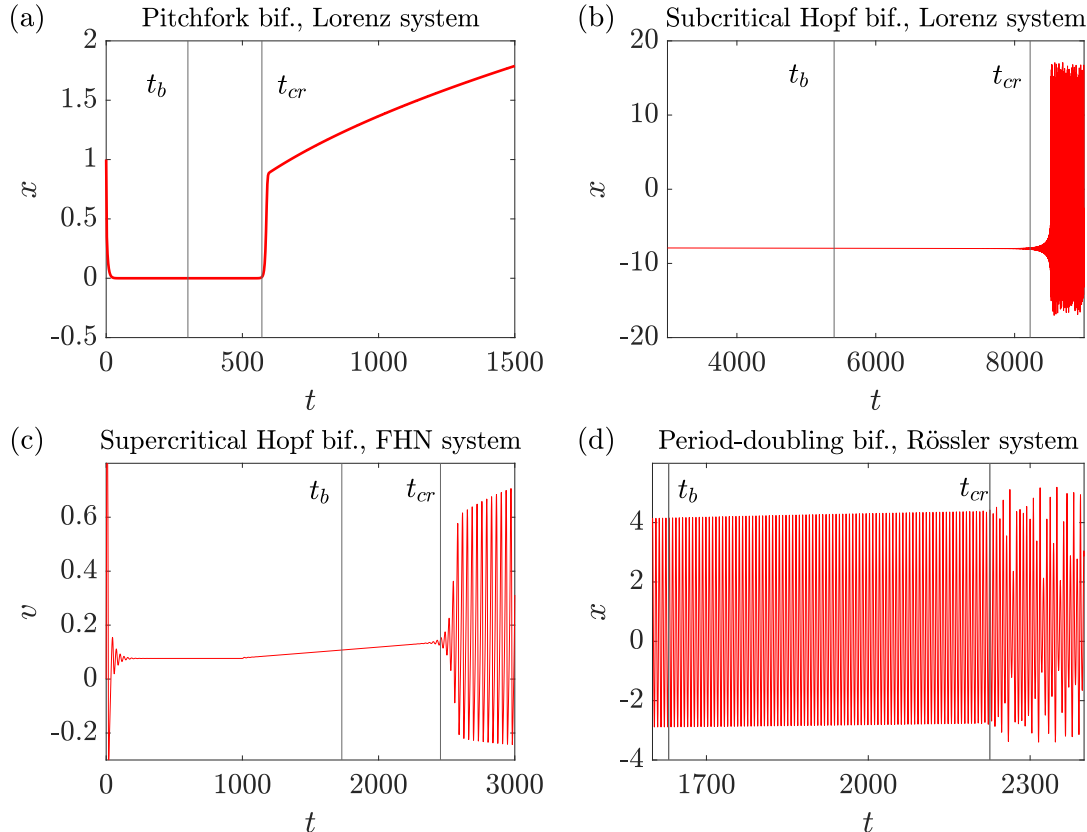 (a) Pitchfork bif., Lorenz system
2
1.5
1
0.5
0
-0.5
x
t_b
t_cr
0 500 1000 1500
t
(b) Subcritical Hopf bif., Lorenz system
20
10
0
-10
-20
x
t_b
t_cr
4000 6000 8000
t
(c) Supercritical Hopf bif., FHN system
0.6
0.4
0.2
0
-0.2
v
t_b
t_cr
0 1000 2000 3000
t
(d) Period-doubling bif., Rössler system
4
2
0
-2
-4
x
t_b
t_cr
1700 2000 2300
t